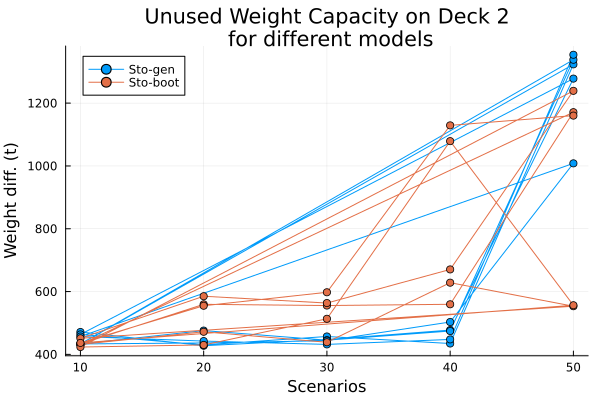 Unused Weight Capacity on Deck 2
for different models
Sto-gen
Sto-boot
Weight diff. (t)
1200
1000
800
600
400
10 20 30 40 50
Scenarios